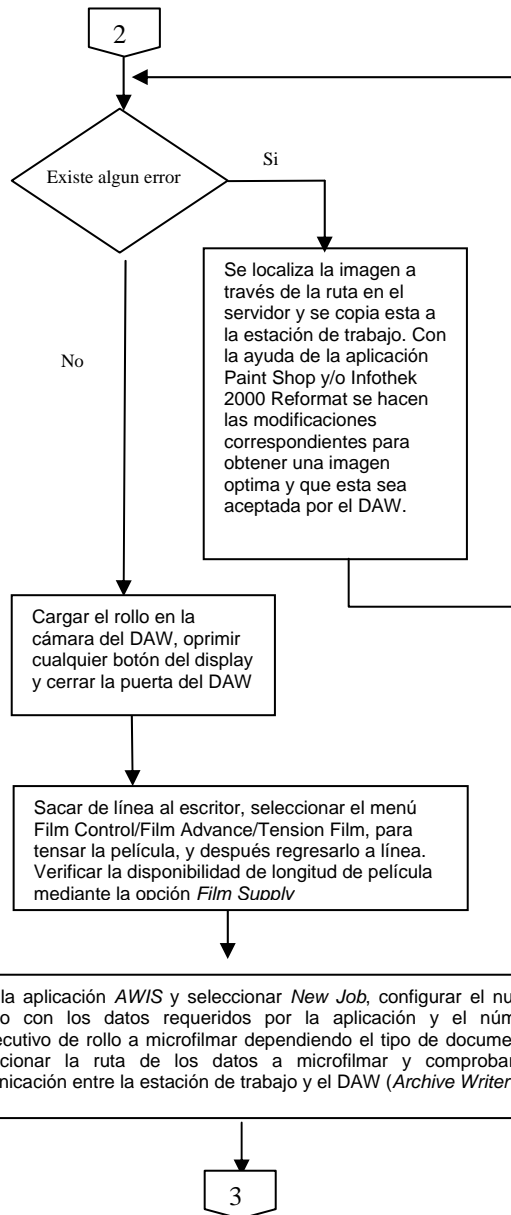 2
Existe algun error
Si
Se localiza la imagen a
través de la ruta en el
servidor y se copia esta a
la estación de trabajo. Con
la ayuda de la aplicación
Paint Shop y/o Infothek
2000 Reformat se hacen
las modificaciones
correspondientes para
obtener una imagen
optima y que esta sea
aceptada por el DAW.
No
Cargar el rollo en la
cámara del DAW, oprimir
cualquier botón del display
y cerrar la puerta del DAW
Sacar de línea al escritor, seleccionar el menú
Film Control/Film Advance/Tension Film, para
tensar la película, y después regresarlo a línea.
Verificar la disponibilidad de longitud de película
mediante la opción Film Supply
la aplicación AWIS y seleccionar New Job, configurar el
con los datos requeridos por la aplicación y el
de rollo a microfilmar dependiendo el tipo de
la ruta de los datos a microfilmar y comprobar
entre la estación de trabajo y el DAW (Archive Writer
3